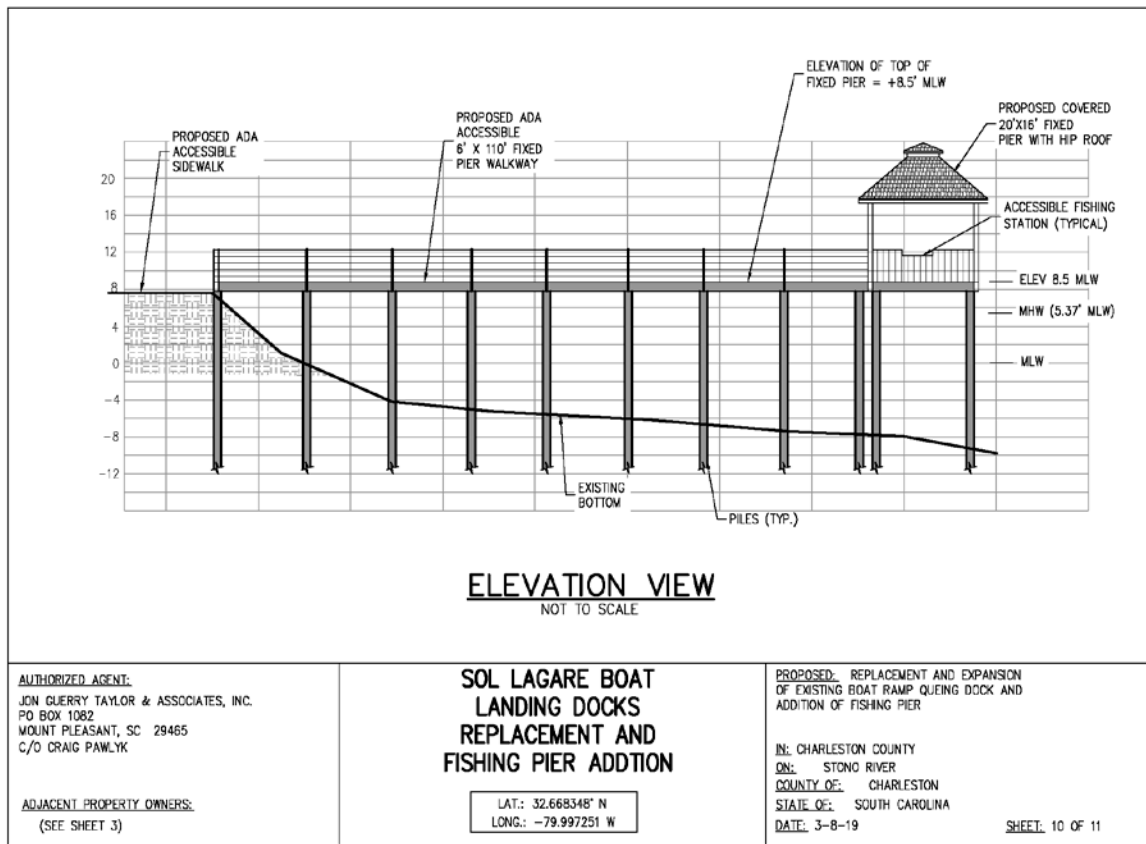 ELEVATION OF TOP OF
FIXED PIER = +8.5' MLW
PROPOSED ADA
ACCESSIBLE
6' X 110' FIXED
PIER WALKWAY
PROPOSED COVERED
20'X16' FIXED
PIER WITH HIP ROOF
PROPOSED ADA
ACCESSIBLE
SIDEWALK
ACCESSIBLE FISHING
STATION (TYPICAL)
20
16
12
8
4
0
-4
-8
-12
ELEV 8.5 MLW
MHW (5.37' MLW)
MLW
EXISTING
BOTTOM
PILES (TYP.)
ELEVATION VIEW
NOT TO SCALE
AUTHORIZED AGENT:
JON GUERRY TAYLOR & ASSOCIATES, INC.
PO BOX 1082
MOUNT PLEASANT, SC 29465
C/O CRAIG PAWLYK
ADJACENT PROPERTY OWNERS:
(SEE SHEET 3)
SOL LAGARE BOAT
LANDING DOCKS
REPLACEMENT AND
FISHING PIER ADDTION
LAT.: 32.668348° N
LONG.: -79.997251 W
PROPOSED: REPLACEMENT AND EXPANSION
OF EXISTING BOAT RAMP QUEING DOCK AND
ADDITION OF FISHING PIER
IN: CHARLESTON COUNTY
ON: STONO RIVER
COUNTY OF: CHARLESTON
STATE OF: SOUTH CAROLINA
DATE: 3-8-19 SHEET: 10 OF 11